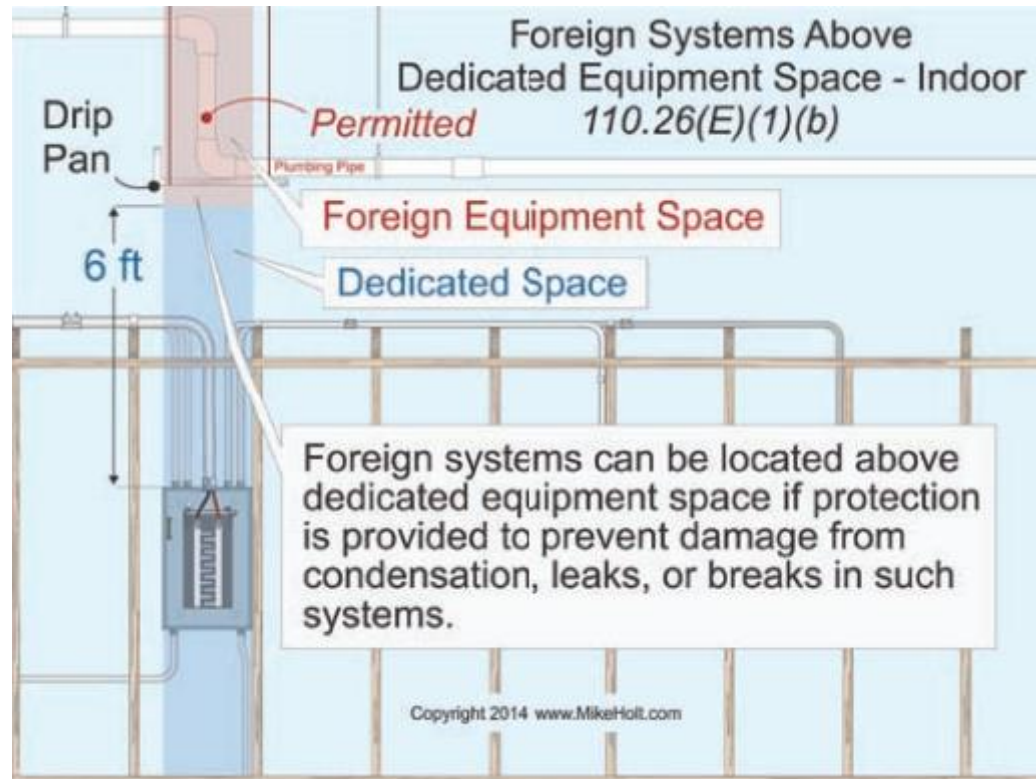 Foreign Systems Above
Dedicated Equipment Space - Indoor
110.26(E)(1)(b)
Drip
Pan
Permitted
Plumbing Pipe
Foreign Equipment Space
6 ft
Dedicated Space
Foreign systems can be located above
dedicated equipment space if protection
is provided to prevent damage from
condensation, leaks, or breaks in such
systems.
Copyright 2014 www.MikeHolt.com